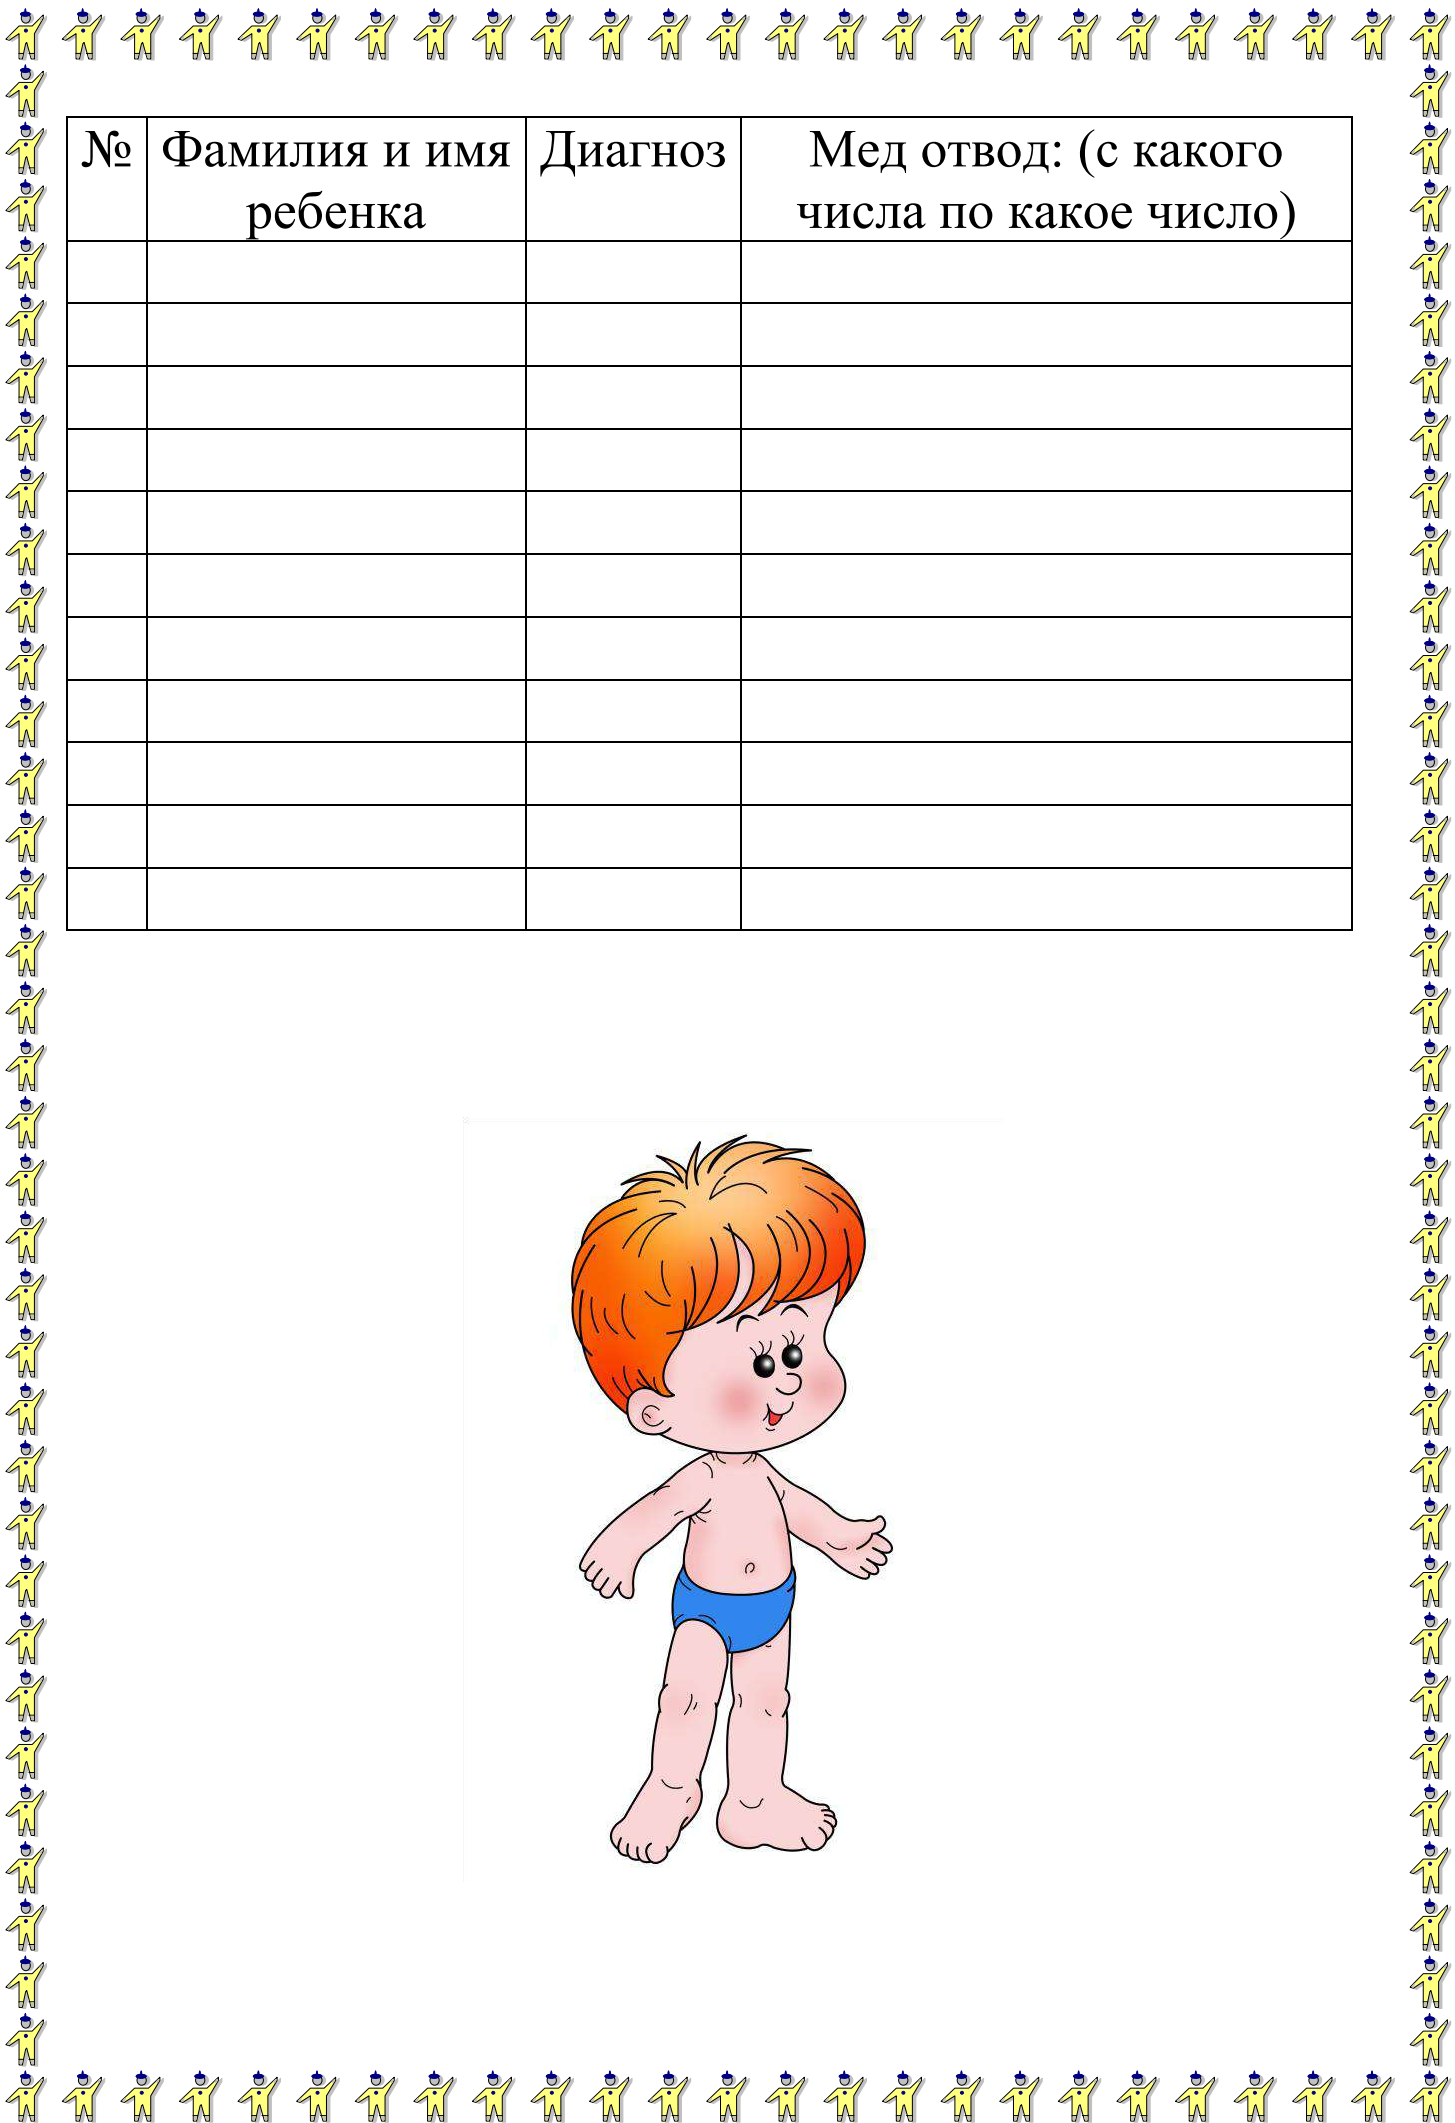 № Фамилия и имя Диагноз Мед отвод: (с какого
ребенка числа по какое число)